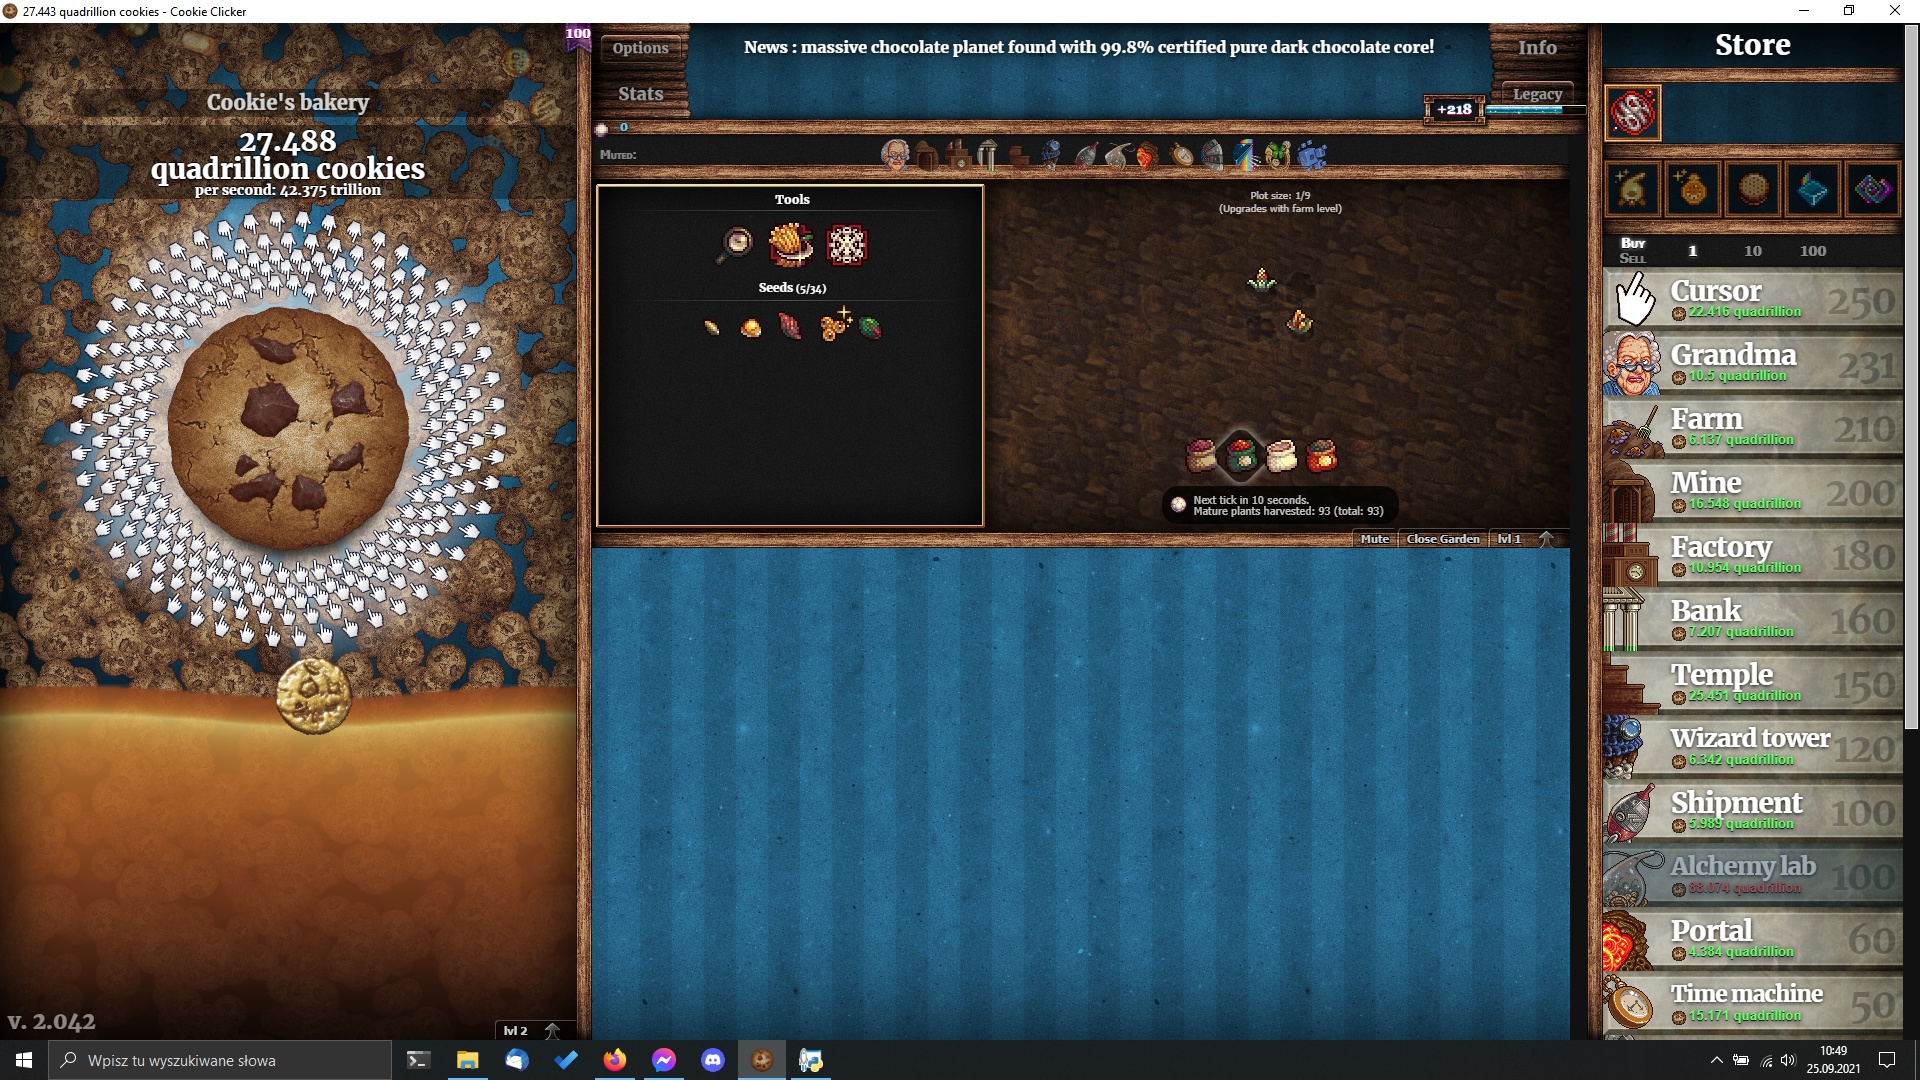 27.443 quadrillion cookies - Cookie Clicker
100
Options
Stats
News : massive chocolate planet found with 99.8% certified pure dark chocolate core!
Info
Legacy
+218
0
Muted:
Cookie's bakery
27.488
quadrillion cookies
per second: 42.375 trillion
Tools
Seeds (5/34)
Plot size: 1/9
(Upgrades with farm level)
Next tick in 10 seconds.
Mature plants harvested: 93 (total: 93)
Mute
Close Garden
lvl 1
v. 2.042
lvl 2
Store
Buy
Sell
1
10
100
Cursor
22.416 quadrillion
250
Grandma
10.5 quadrillion
231
Farm
6.137 quadrillion
210
Mine
16.548 quadrillion
200
Factory
10.954 quadrillion
180
Bank
7.207 quadrillion
160
Temple
25.451 quadrillion
150
Wizard tower
6.342 quadrillion
120
Shipment
5.989 quadrillion
100
Alchemy lab
88.074 quadrillion
100
Portal
4.384 quadrillion
60
Time machine
15.171 quadrillion
50
Wpisz tu wyszukiwane słowa
10:49
25.09.2021